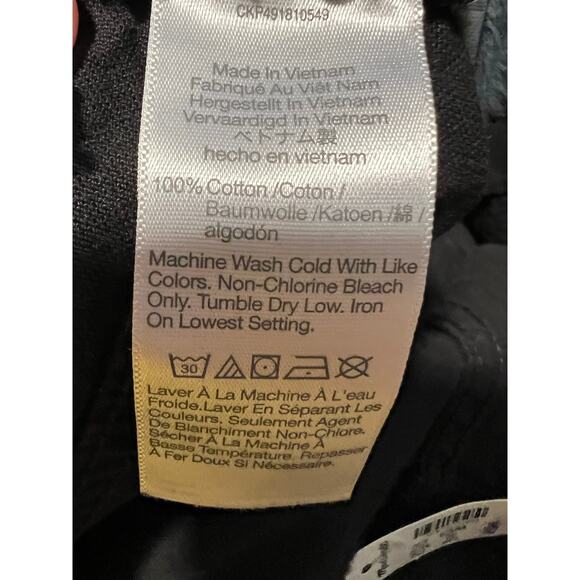 CKP491810549
Made In Vietnam
Fabriqué Au Viêt Nam
Hergestellt In Vietnam
Vervaardigd In Vietnam
ベトナム製
hecho en vietnam
100% Cotton /Coton /
Baumwolle /Katoen /綿 /
algodón
Machine Wash Cold With Like
Colors. Non-Chlorine Bleach
Only. Tumble Dry Low. Iron
On Lowest Setting.
30
Laver À La Machine À L'eau
Froide.Laver En Séparant Les
Couleurs. Seulement Agent
De Blanchiment Non-Chlore.
Sécher À La Machine À
Basse Température. Repasser
À Fer Doux Si Nécessaire.